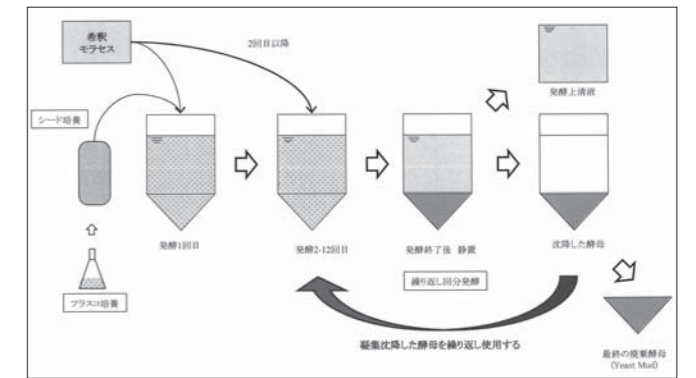 希釈
モラセス
2回目以降
発酵上清液
シード培養
発酵1回目
発酵2-12回目
発酵終了後 静置
沈降した酵母
繰り返し回分発酵
フラスコ培養
凝集沈降した酵母を繰り返し使用する
最終の廃棄酵母
(Yeast Mud)